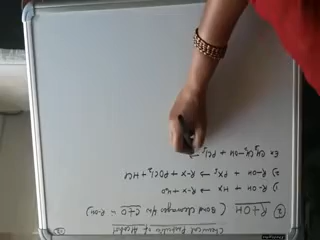 Chemical Properties of Alcohol
② R+OH ( Bond cleavage b/w C+O - R-OH)
1) R-OH + HX → R-X + H₂O
2) R-OH + PX₅ → R-X + POCl₃ + HCl
Ex CH₃CH₂-OH + PCl₅ →